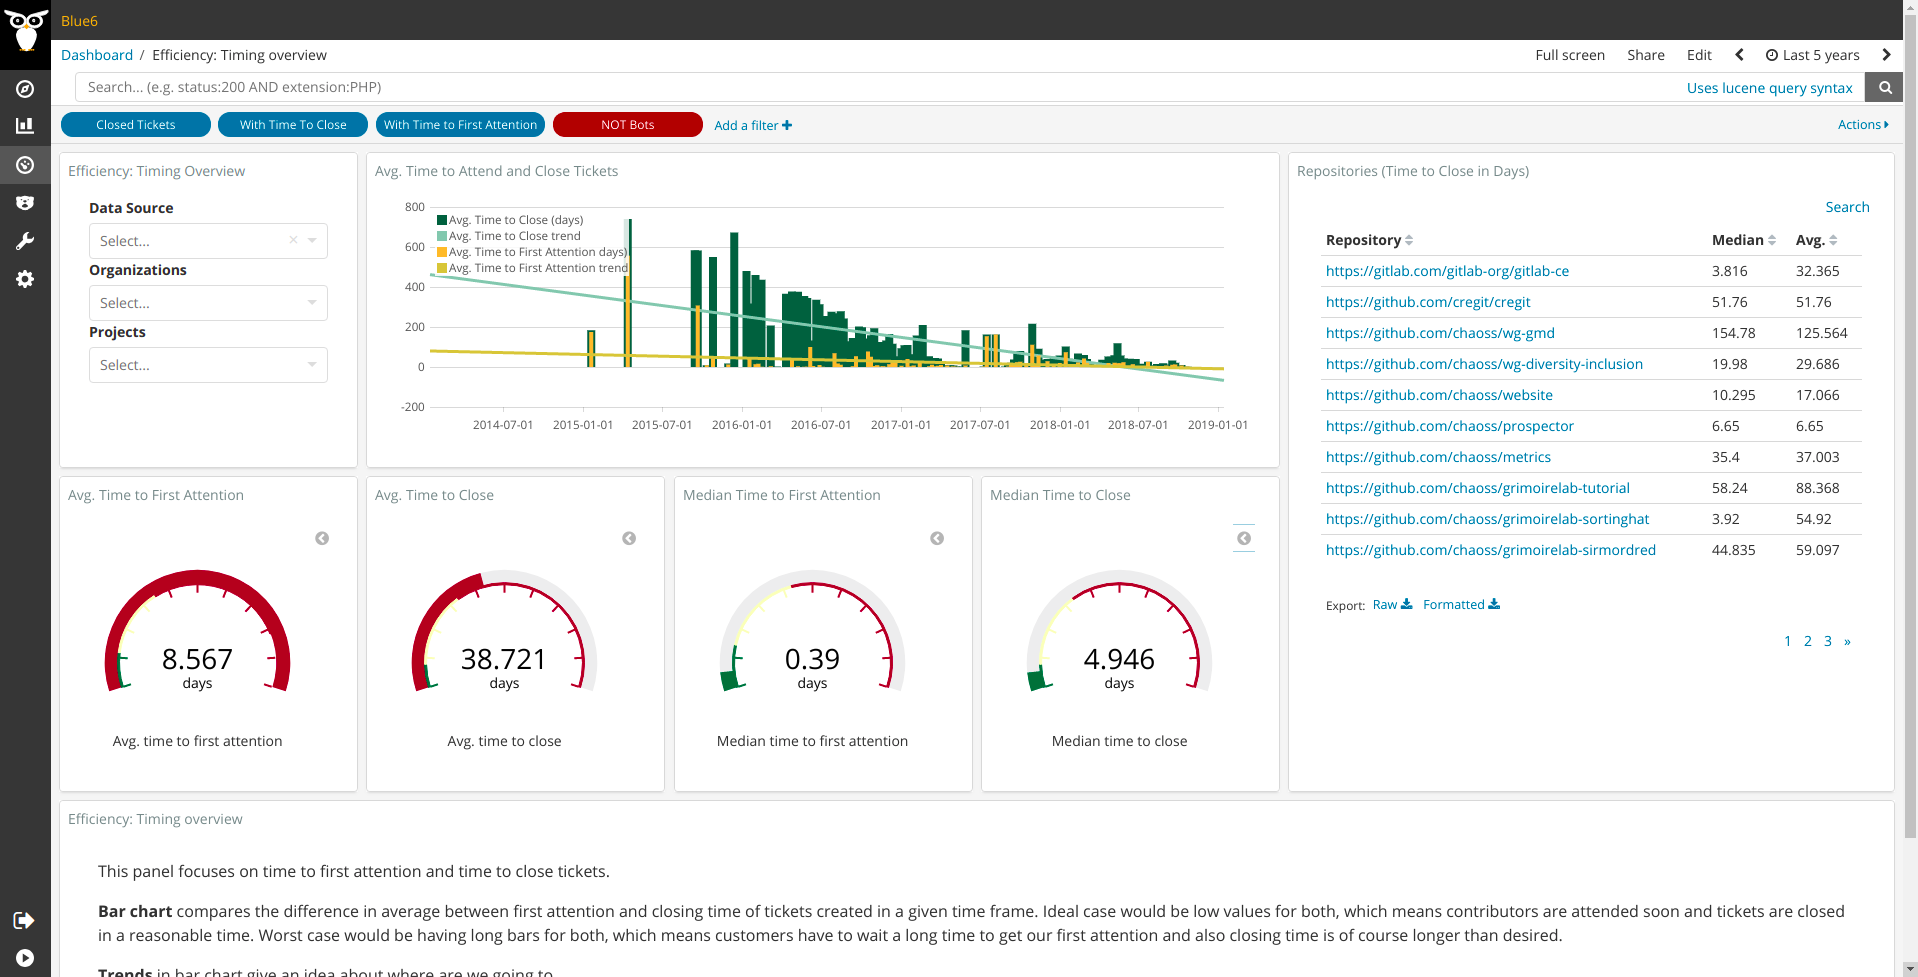 Blue6
Dashboard / Efficiency: Timing overview
Full screen Share Edit Last 5 years
Search... (e.g. status:200 AND extension:PHP)
Uses lucene query syntax
Closed Tickets With Time To Close With Time to First Attention NOT Bots Add a filter
Actions
Efficiency: Timing Overview
Data Source
Select...
Organizations
Select...
Projects
Select...
Avg. Time to Attend and Close Tickets
800
600
400
200
0
-200
Avg. Time to Close (days)
Avg. Time to Close trend
Avg. Time to First Attention days)
Avg. Time to First Attention trend
2014-07-01 2015-01-01 2015-07-01 2016-01-01 2016-07-01 2017-01-01 2017-07-01 2018-01-01 2018-07-01 2019-01-01
Repositories (Time to Close in Days)
Search
Repository Median Avg.
https://gitlab.com/gitlab-org/gitlab-ce 3.816 32.365
https://github.com/cregit/cregit 51.76 51.76
https://github.com/chaoss/wg-gmd 154.78 125.564
https://github.com/chaoss/wg-diversity-inclusion 19.98 29.686
https://github.com/chaoss/website 10.295 17.066
https://github.com/chaoss/prospector 6.65 6.65
https://github.com/chaoss/metrics 35.4 37.003
https://github.com/chaoss/grimoirelab-tutorial 58.24 88.368
https://github.com/chaoss/grimoirelab-sortinghat 3.92 54.92
https://github.com/chaoss/grimoirelab-sirmordred 44.835 59.097
Export: Raw Formatted
1 2 3 »
Avg. Time to First Attention
8.567
days
Avg. time to first attention
Avg. Time to Close
38.721
days
Avg. time to close
Median Time to First Attention
0.39
days
Median time to first attention
Median Time to Close
4.946
days
Median time to close
Efficiency: Timing overview
This panel focuses on time to first attention and time to close tickets.
Bar chart compares the difference in average between first attention and closing time of tickets created in a given time frame. Ideal case would be low values for both, which means contributors are attended soon and tickets are closed
in a reasonable time. Worst case would be having long bars for both, which means customers have to wait a long time to get our first attention and also closing time is of course longer than desired.
Trends in bar chart give an idea about where are we going to